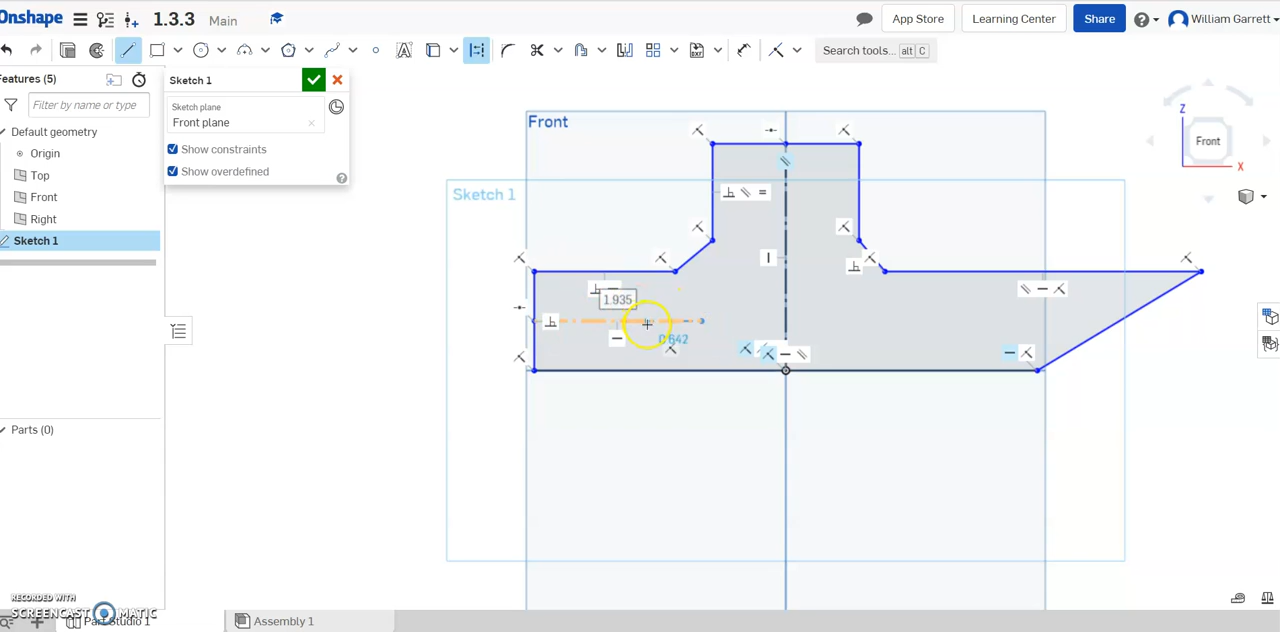 Onshape 1.3.3 Main App Store Learning Center Share William Garrett
Search tools... alt C
Features (5)
Filter by name or type
Default geometry
Origin
Top
Front
Right
Sketch 1
Parts (0)
Sketch 1
Sketch plane
Front plane
Show constraints
Show overdefined
Front
Sketch 1
1.935
0.642
Z
Front
X
RECORDED WITH
SCREENCAST MATIC
Part Studio 1 Assembly 1